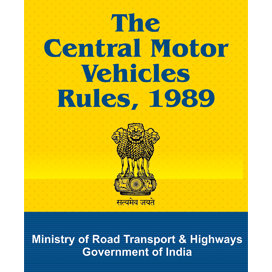 The
Central Motor
Vehicles
Rules, 1989
सत्यमेव जयते
Ministry of Road Transport & Highways
Government of India